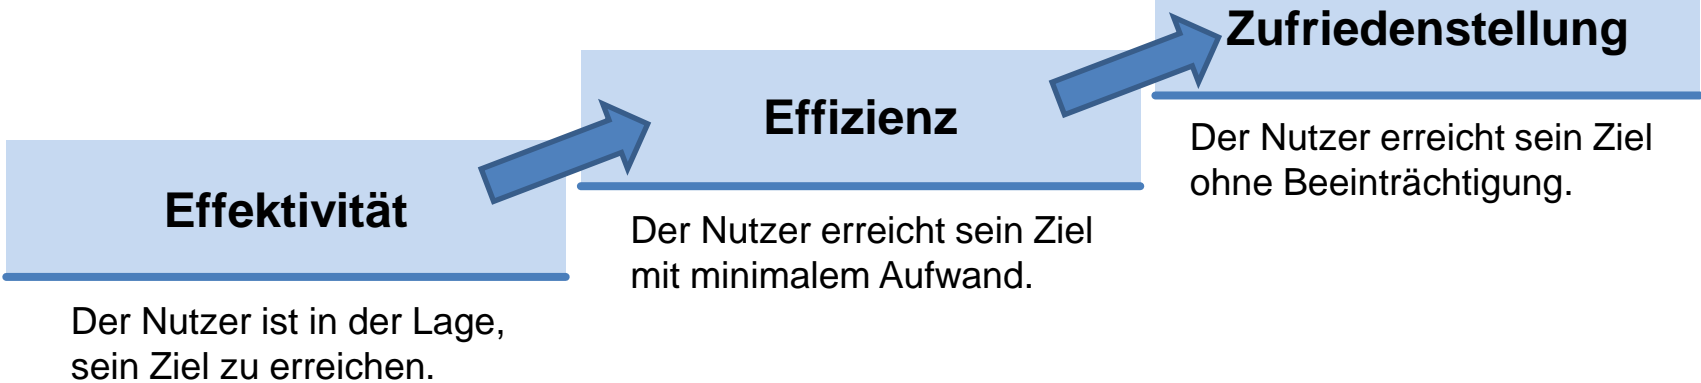 Effektivität
Der Nutzer ist in der Lage,
sein Ziel zu erreichen.
Effizienz
Der Nutzer erreicht sein Ziel
mit minimalem Aufwand.
Zufriedenstellung
Der Nutzer erreicht sein Ziel
ohne Beeinträchtigung.